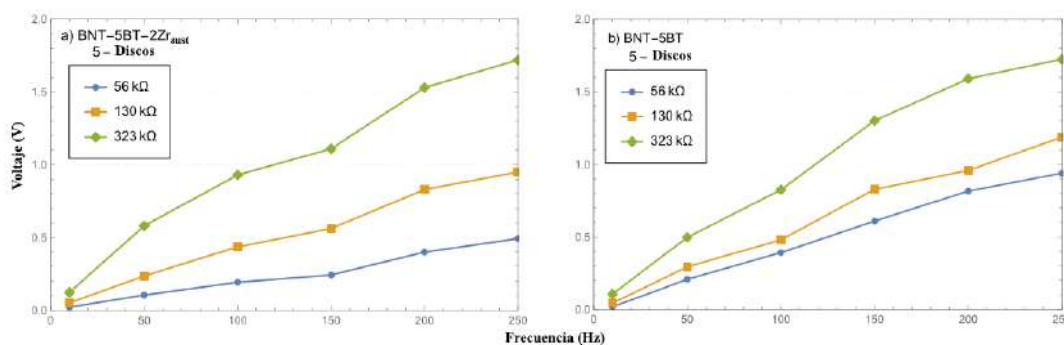 a) BNT-5BT-2Zr
5 – Discos
56 kΩ
130 kΩ
323 kΩ
Voltaje (V)
2.0
1.5
1.0
0.5
0.0
0 50 100 150 200 250
b) BNT-5BT
5 – Discos
56 kΩ
130 kΩ
323 kΩ
2.0
1.5
1.0
0.5
0.0
0 50 100 150 200 250
Frecuencia (Hz)